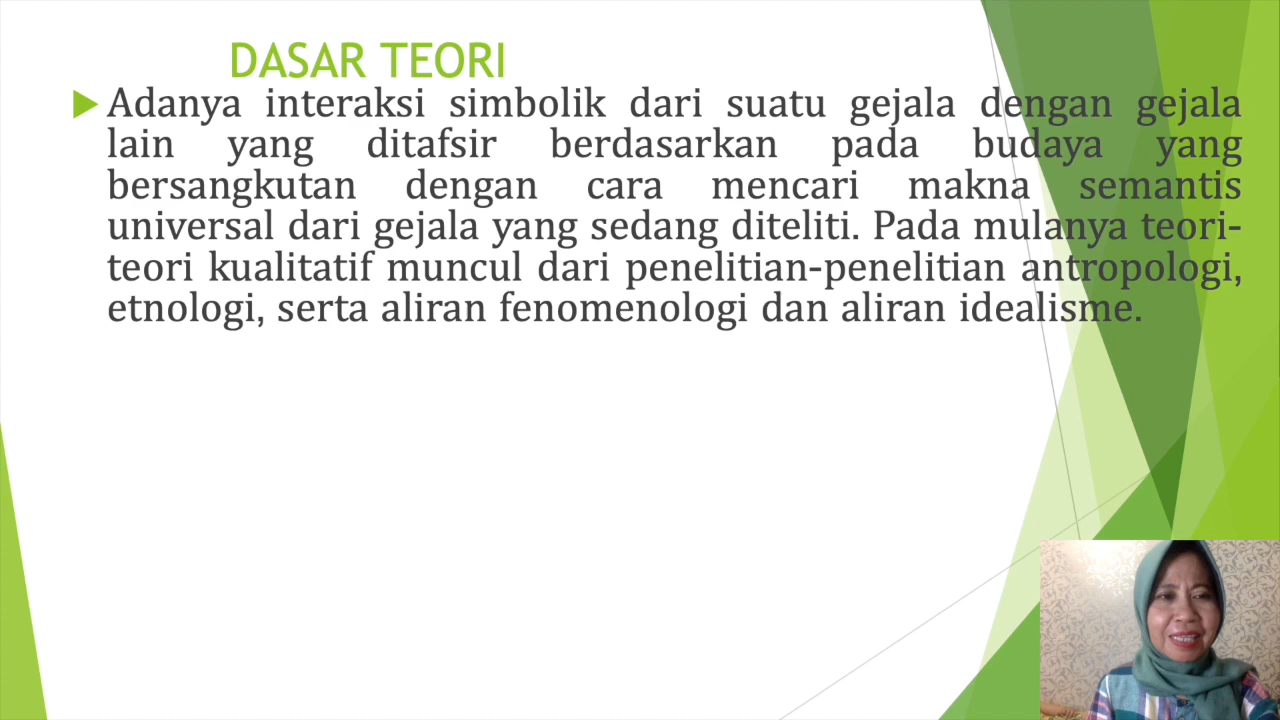 DASAR TEORI
Adanya interaksi simbolik dari suatu gejala dengan gejala
lain yang ditafsir berdasarkan pada budaya yang
bersangkutan dengan cara mencari makna semantis
universal dari gejala yang sedang diteliti. Pada mulanya teori-
teori kualitatif muncul dari penelitian-penelitian antropologi,
etnologi, serta aliran fenomenologi dan aliran idealisme.